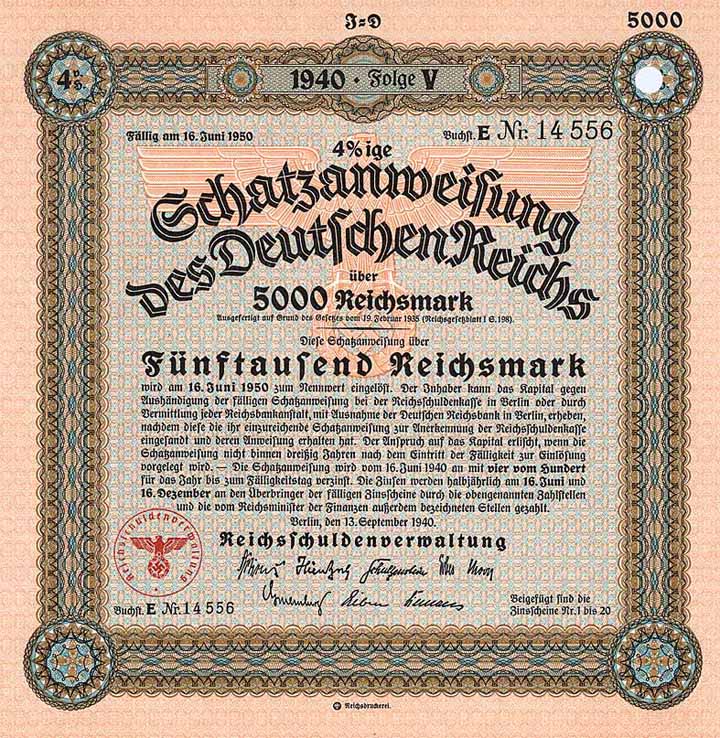 J=D
5000
4%
1940 · Folge V
Fällig am 16. Juni 1950
Buchst. E Nr. 14 556
4%ige
Schatzanweisung
des Deutschen Reichs
über
5000 Reichsmark
Ausgefertigt auf Grund des Gesetzes vom 19. Februar 1935 (Reichsgesetzblatt I S. 198).
Diese Schatzanweisung über
Fünftausend Reichsmark
wird am 16. Juni 1950 zum Nennwert eingelöst. Der Inhaber kann das Kapital gegen
Aushändigung der fälligen Schatzanweisung bei der Reichsschuldenkasse in Berlin oder durch
Vermittlung jeder Reichsbankanstalt, mit Ausnahme der Deutschen Reichsbank in Berlin, erheben,
nachdem diese die ihr einzureichende Schatzanweisung zur Anerkennung der Reichsschuldenkasse
eingesandt und deren Anweisung erhalten hat. Der Anspruch auf das Kapital erlischt, wenn die
Schatzanweisung nicht binnen dreißig Jahren nach dem Eintritt der Fälligkeit zur Einlösung
vorgelegt wird. — Die Schatzanweisung wird vom 16. Juni 1940 an mit vier vom Hundert
für das Jahr bis zum Fälligkeitstag verzinst. Die Zinsen werden halbjährlich am 16. Juni und
16. Dezember an den Überbringer der fälligen Zinsscheine durch die obengenannten Zahlstellen
und die vom Reichsminister der Finanzen außerdem bezeichneten Stellen gezahlt.
Berlin, den 13. September 1940.
Reichsschuldenverwaltung
Reichsschuldenverwaltung
Buchst. E Nr. 14 556
Beigefügt sind die
Zinsscheine Nr. 1 bis 20
Reichsdruckerei.